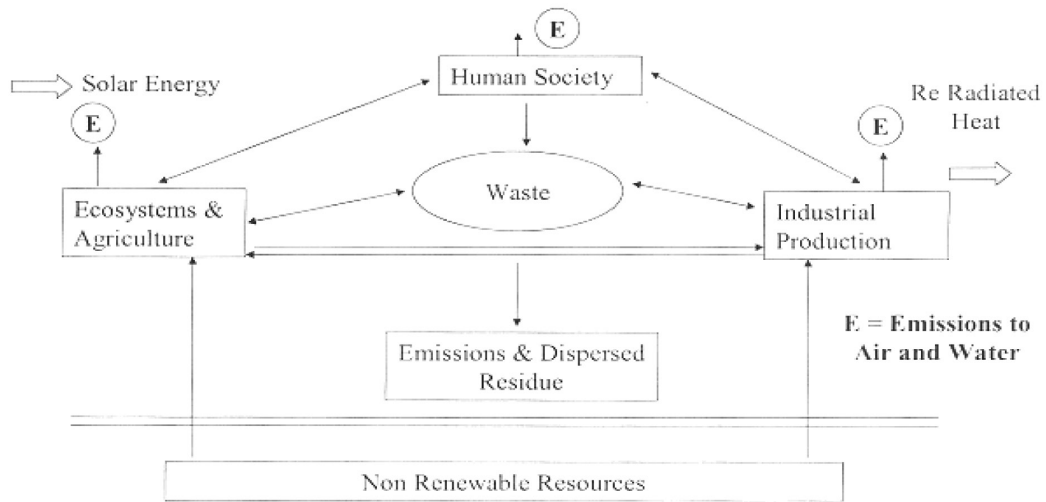 E
Human Society
Solar Energy
E
E
Re Radiated
Heat
Waste
Ecosystems &
Agriculture
Industrial
Production
E = Emissions to
Air and Water
Emissions & Dispersed
Residue
Non Renewable Resources